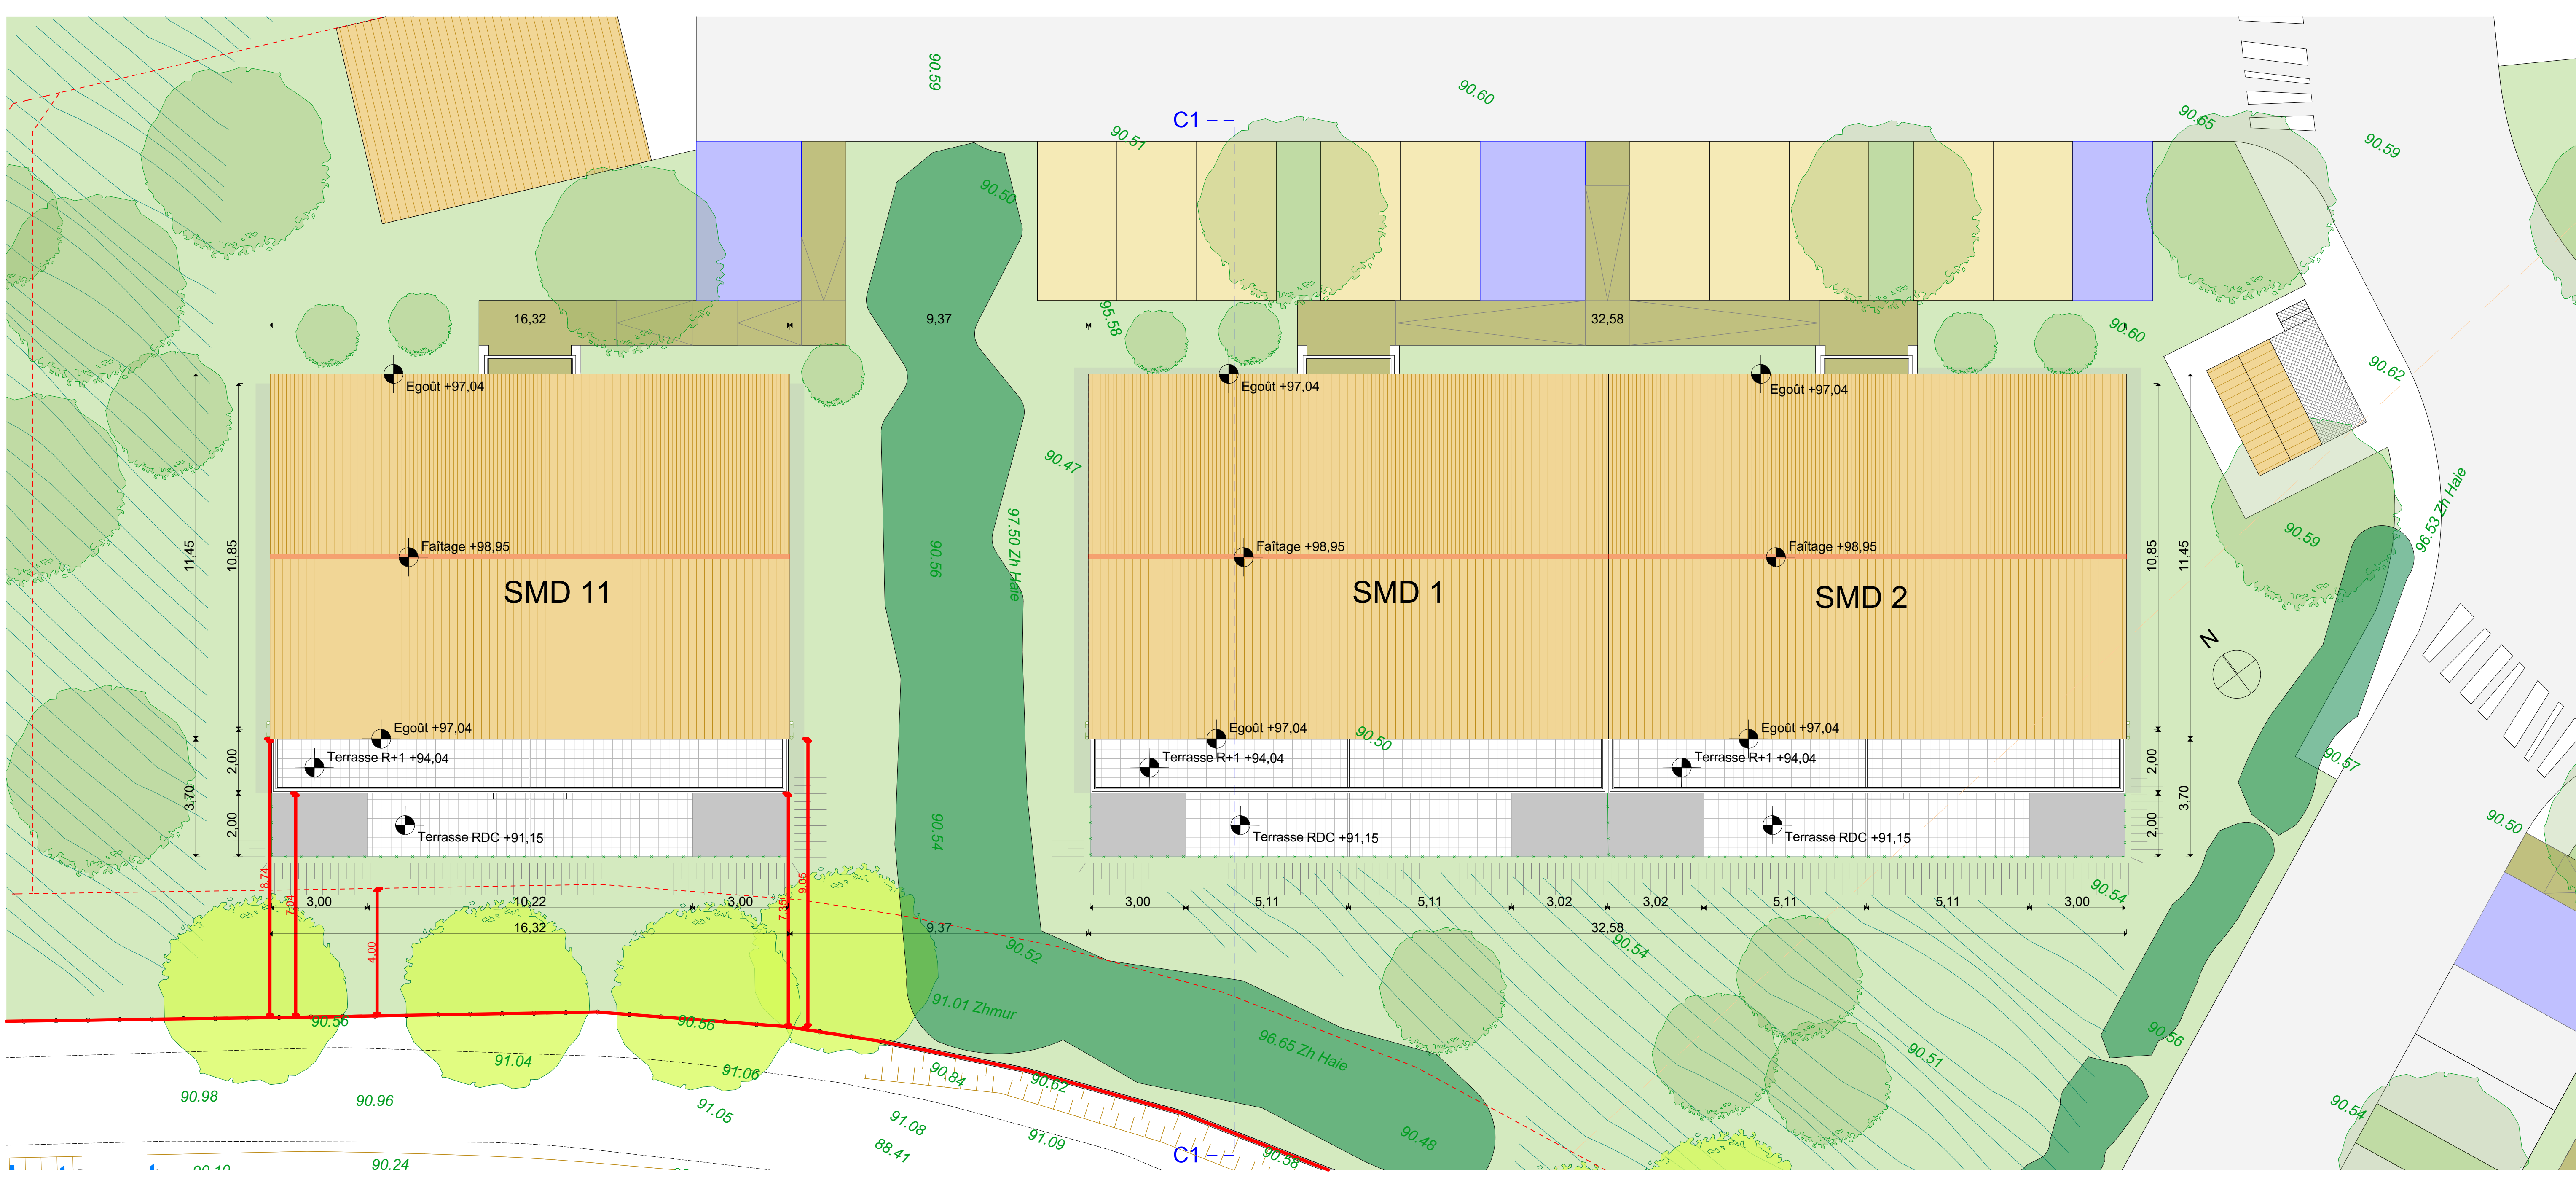 90.59
90.60
C1
90.51
90.65
90.59
90.50
95.58
90.60
90.62
16,32
9,37
32,58
Egoût +97,04
Egoût +97,04
Egoût +97,04
90.47
11,45
10,85
97.50 Zh Haie
90.56
Faîtage +98,95
Faîtage +98,95
Faîtage +98,95
10,85
11,45
96.53 Zh Haie
90.59
SMD 11
SMD 1
SMD 2
N
Egoût +97,04
Egoût +97,04
Egoût +97,04
90.50
90.57
Terrasse R+1 +94,04
Terrasse R+1 +94,04
Terrasse R+1 +94,04
2,00
2,00
3,70
3,70
2,00
2,00
90.54
90.50
Terrasse RDC +91,15
Terrasse RDC +91,15
Terrasse RDC +91,15
8,74
7,04
9,05
7,35
4,00
3,00
10,22
3,00
3,00
5,11
5,11
3,02
3,02
5,11
5,11
3,00
90.54
16,32
9,37
32,58
90.52
90.54
91.01 Zhmur
90.56
90.56
96.65 Zh Haie
90.56
90.51
91.04
91.06
90.84
90.62
90.98
90.96
91.05
91.08
91.09
90.48
90.54
88.41
C1
90.58
90.10
90.24